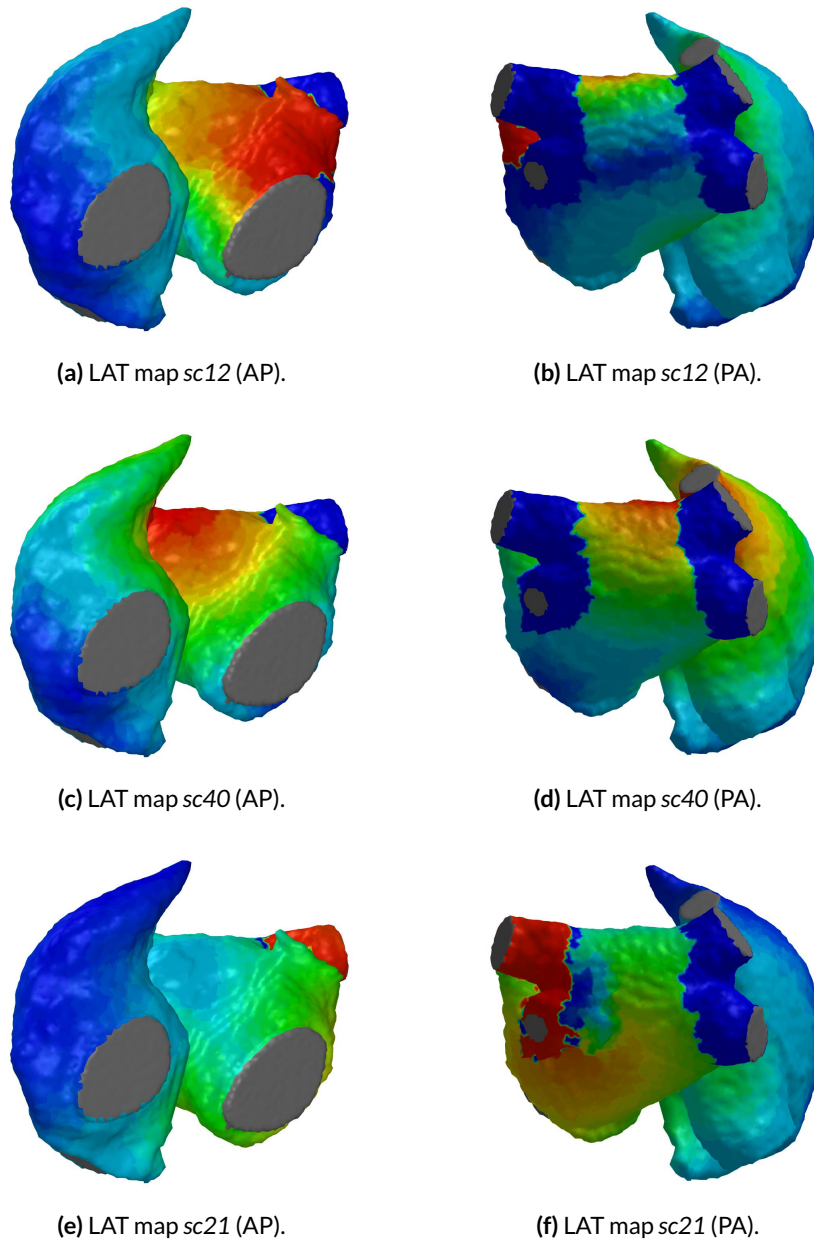 (a) LAT map sc12 (AP).
(b) LAT map sc12 (PA).
(c) LAT map sc40 (AP).
(d) LAT map sc40 (PA).
(e) LAT map sc21 (AP).
(f) LAT map sc21 (PA).